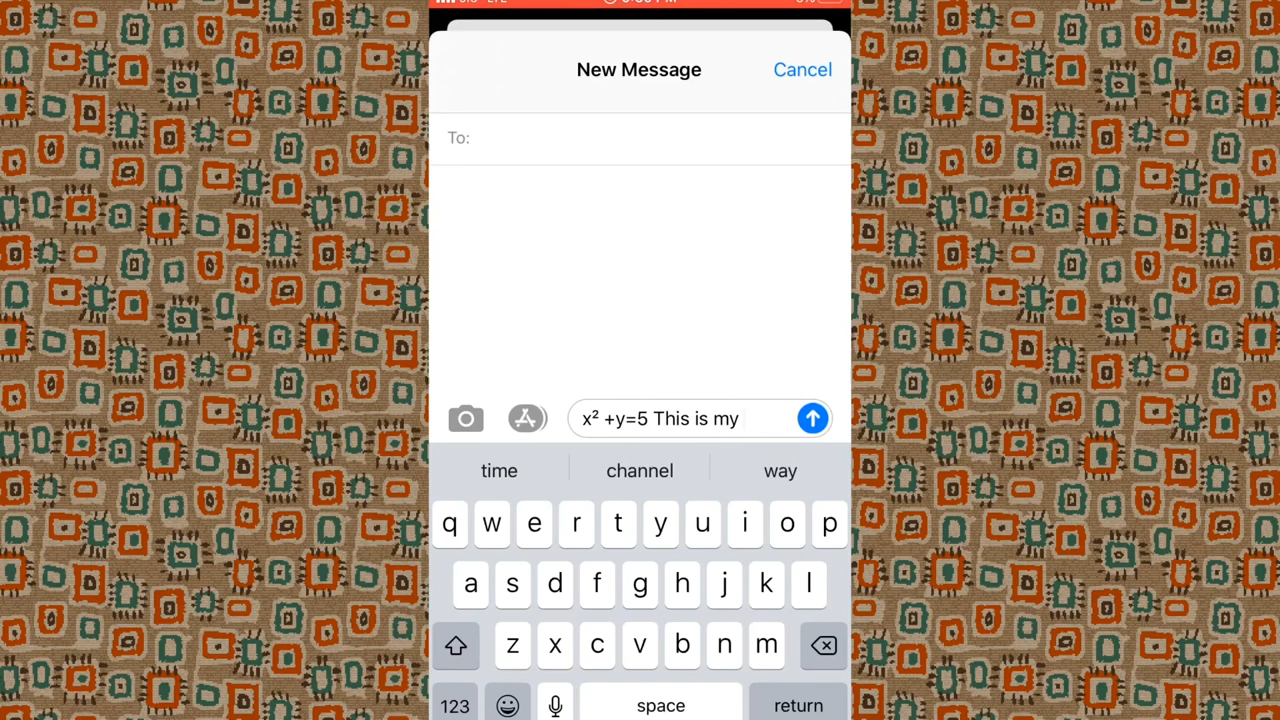 New Message
Cancel
To:
x² +y=5 This is my
time channel way
q w e r t y u i o p
a s d f g h j k l
z x c v b n m
123 space return